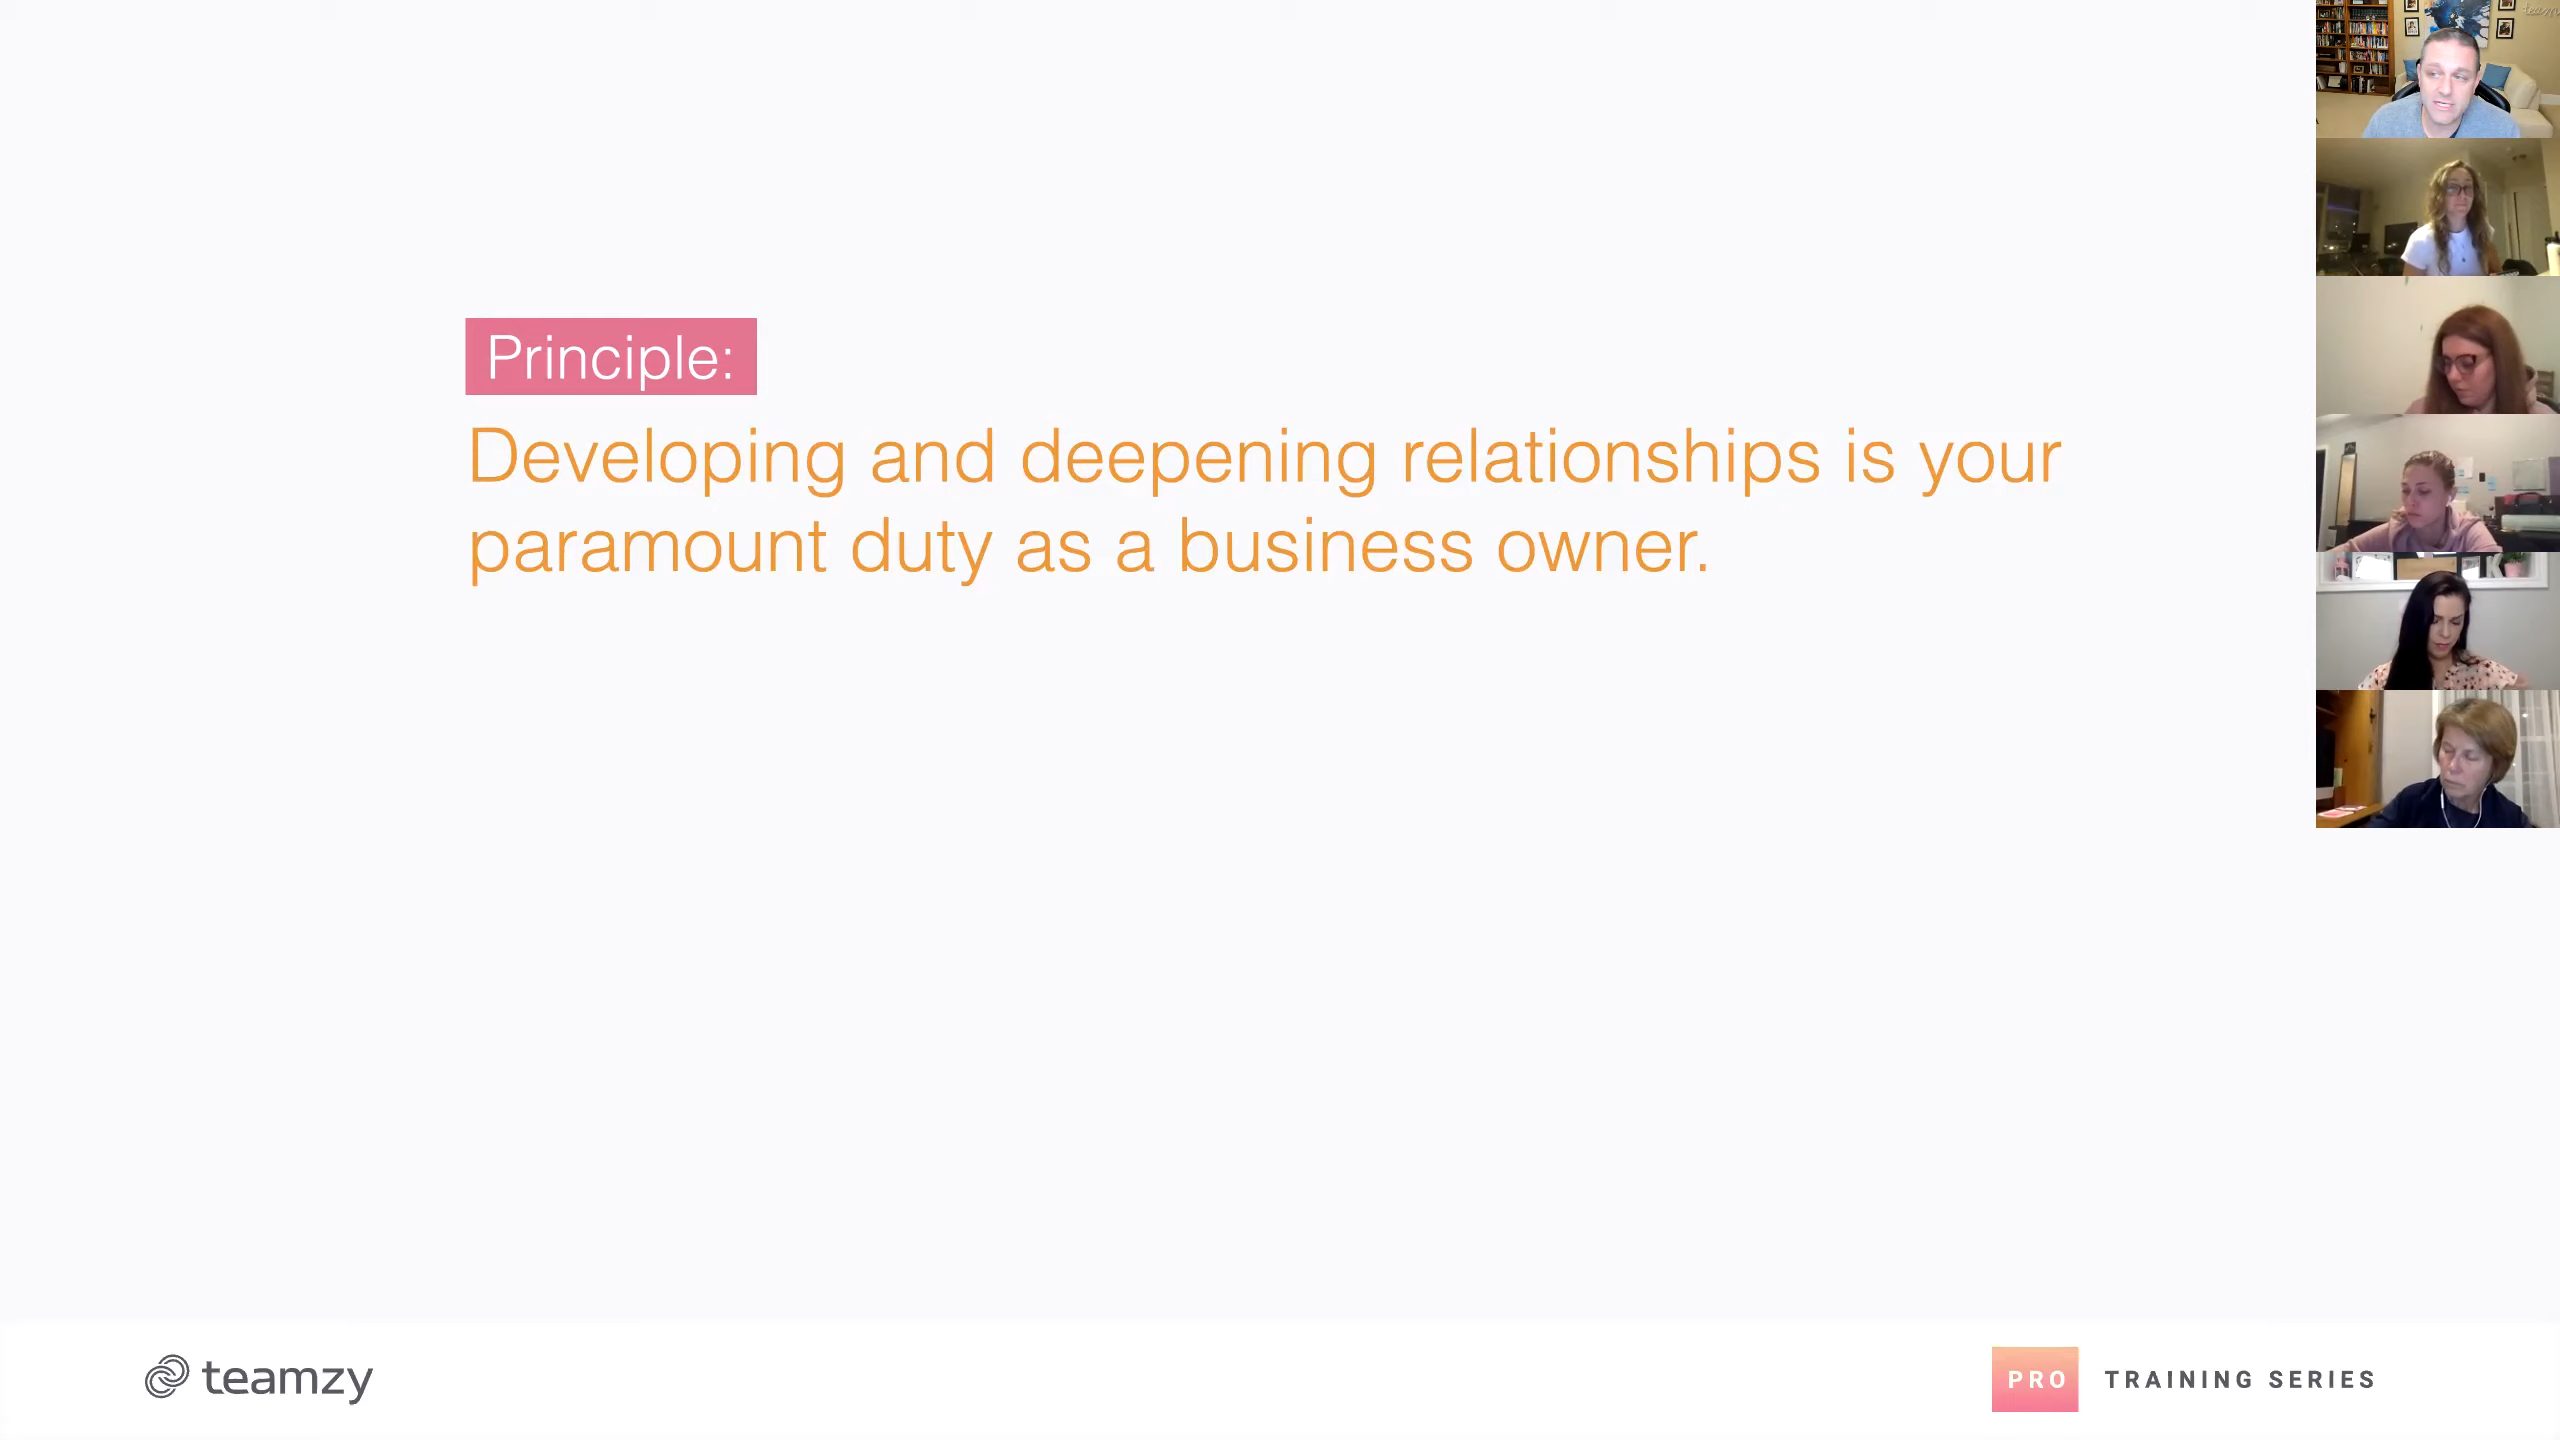 Principle:
Developing and deepening relationships is your
paramount duty as a business owner.
teamzy
PRO TRAINING SERIES